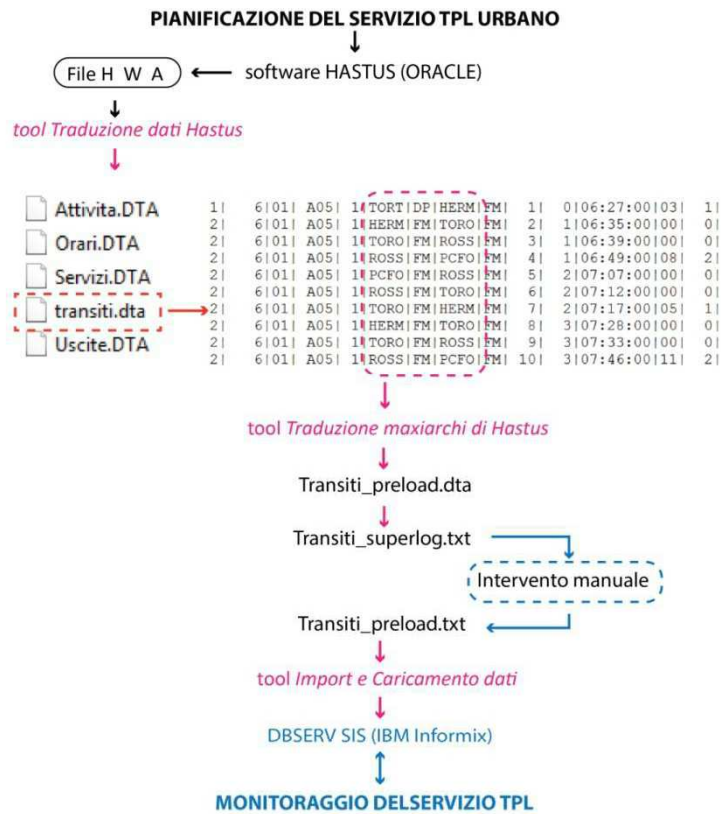 PIANIFICAZIONE DEL SERVIZIO TPL URBANO
File H W A
software HASTUS (ORACLE)
tool Traduzione dati Hastus
Attivita.DTA
Orari.DTA
Servizi.DTA
transiti.dta
Uscite.DTA
1| 6|01| A05| 1|TORT|DP|HERM|FM| 1| 0|06:27:00|03| 1|
2| 6|01| A05| 1|HERM|FM|TORO|FM| 2| 1|06:35:00|00| 0|
2| 6|01| A05| 1|TORO|FM|ROSS|FM| 3| 1|06:39:00|00| 0|
2| 6|01| A05| 1|ROSS|FM|PCFO|FM| 4| 1|06:49:00|08| 2|
2| 6|01| A05| 1|PCFO|FM|ROSS|FM| 5| 2|07:07:00|00| 0|
2| 6|01| A05| 1|ROSS|FM|TORO|FM| 6| 2|07:12:00|00| 0|
2| 6|01| A05| 1|TORO|FM|HERM|FM| 7| 2|07:17:00|05| 1|
2| 6|01| A05| 1|HERM|FM|TORO|FM| 8| 3|07:28:00|00| 0|
2| 6|01| A05| 1|TORO|FM|ROSS|FM| 9| 3|07:33:00|00| 0|
2| 6|01| A05| 1|ROSS|FM|PCFO|FM| 10| 3|07:46:00|11| 2|
tool Traduzione maxiarchi di Hastus
Transiti_preload.dta
Transiti_superlog.txt
Intervento manuale
Transiti_preload.txt
tool Import e Caricamento dati
DBSERV SIS (IBM Informix)
MONITORAGGIO DELSERVIZIO TPL